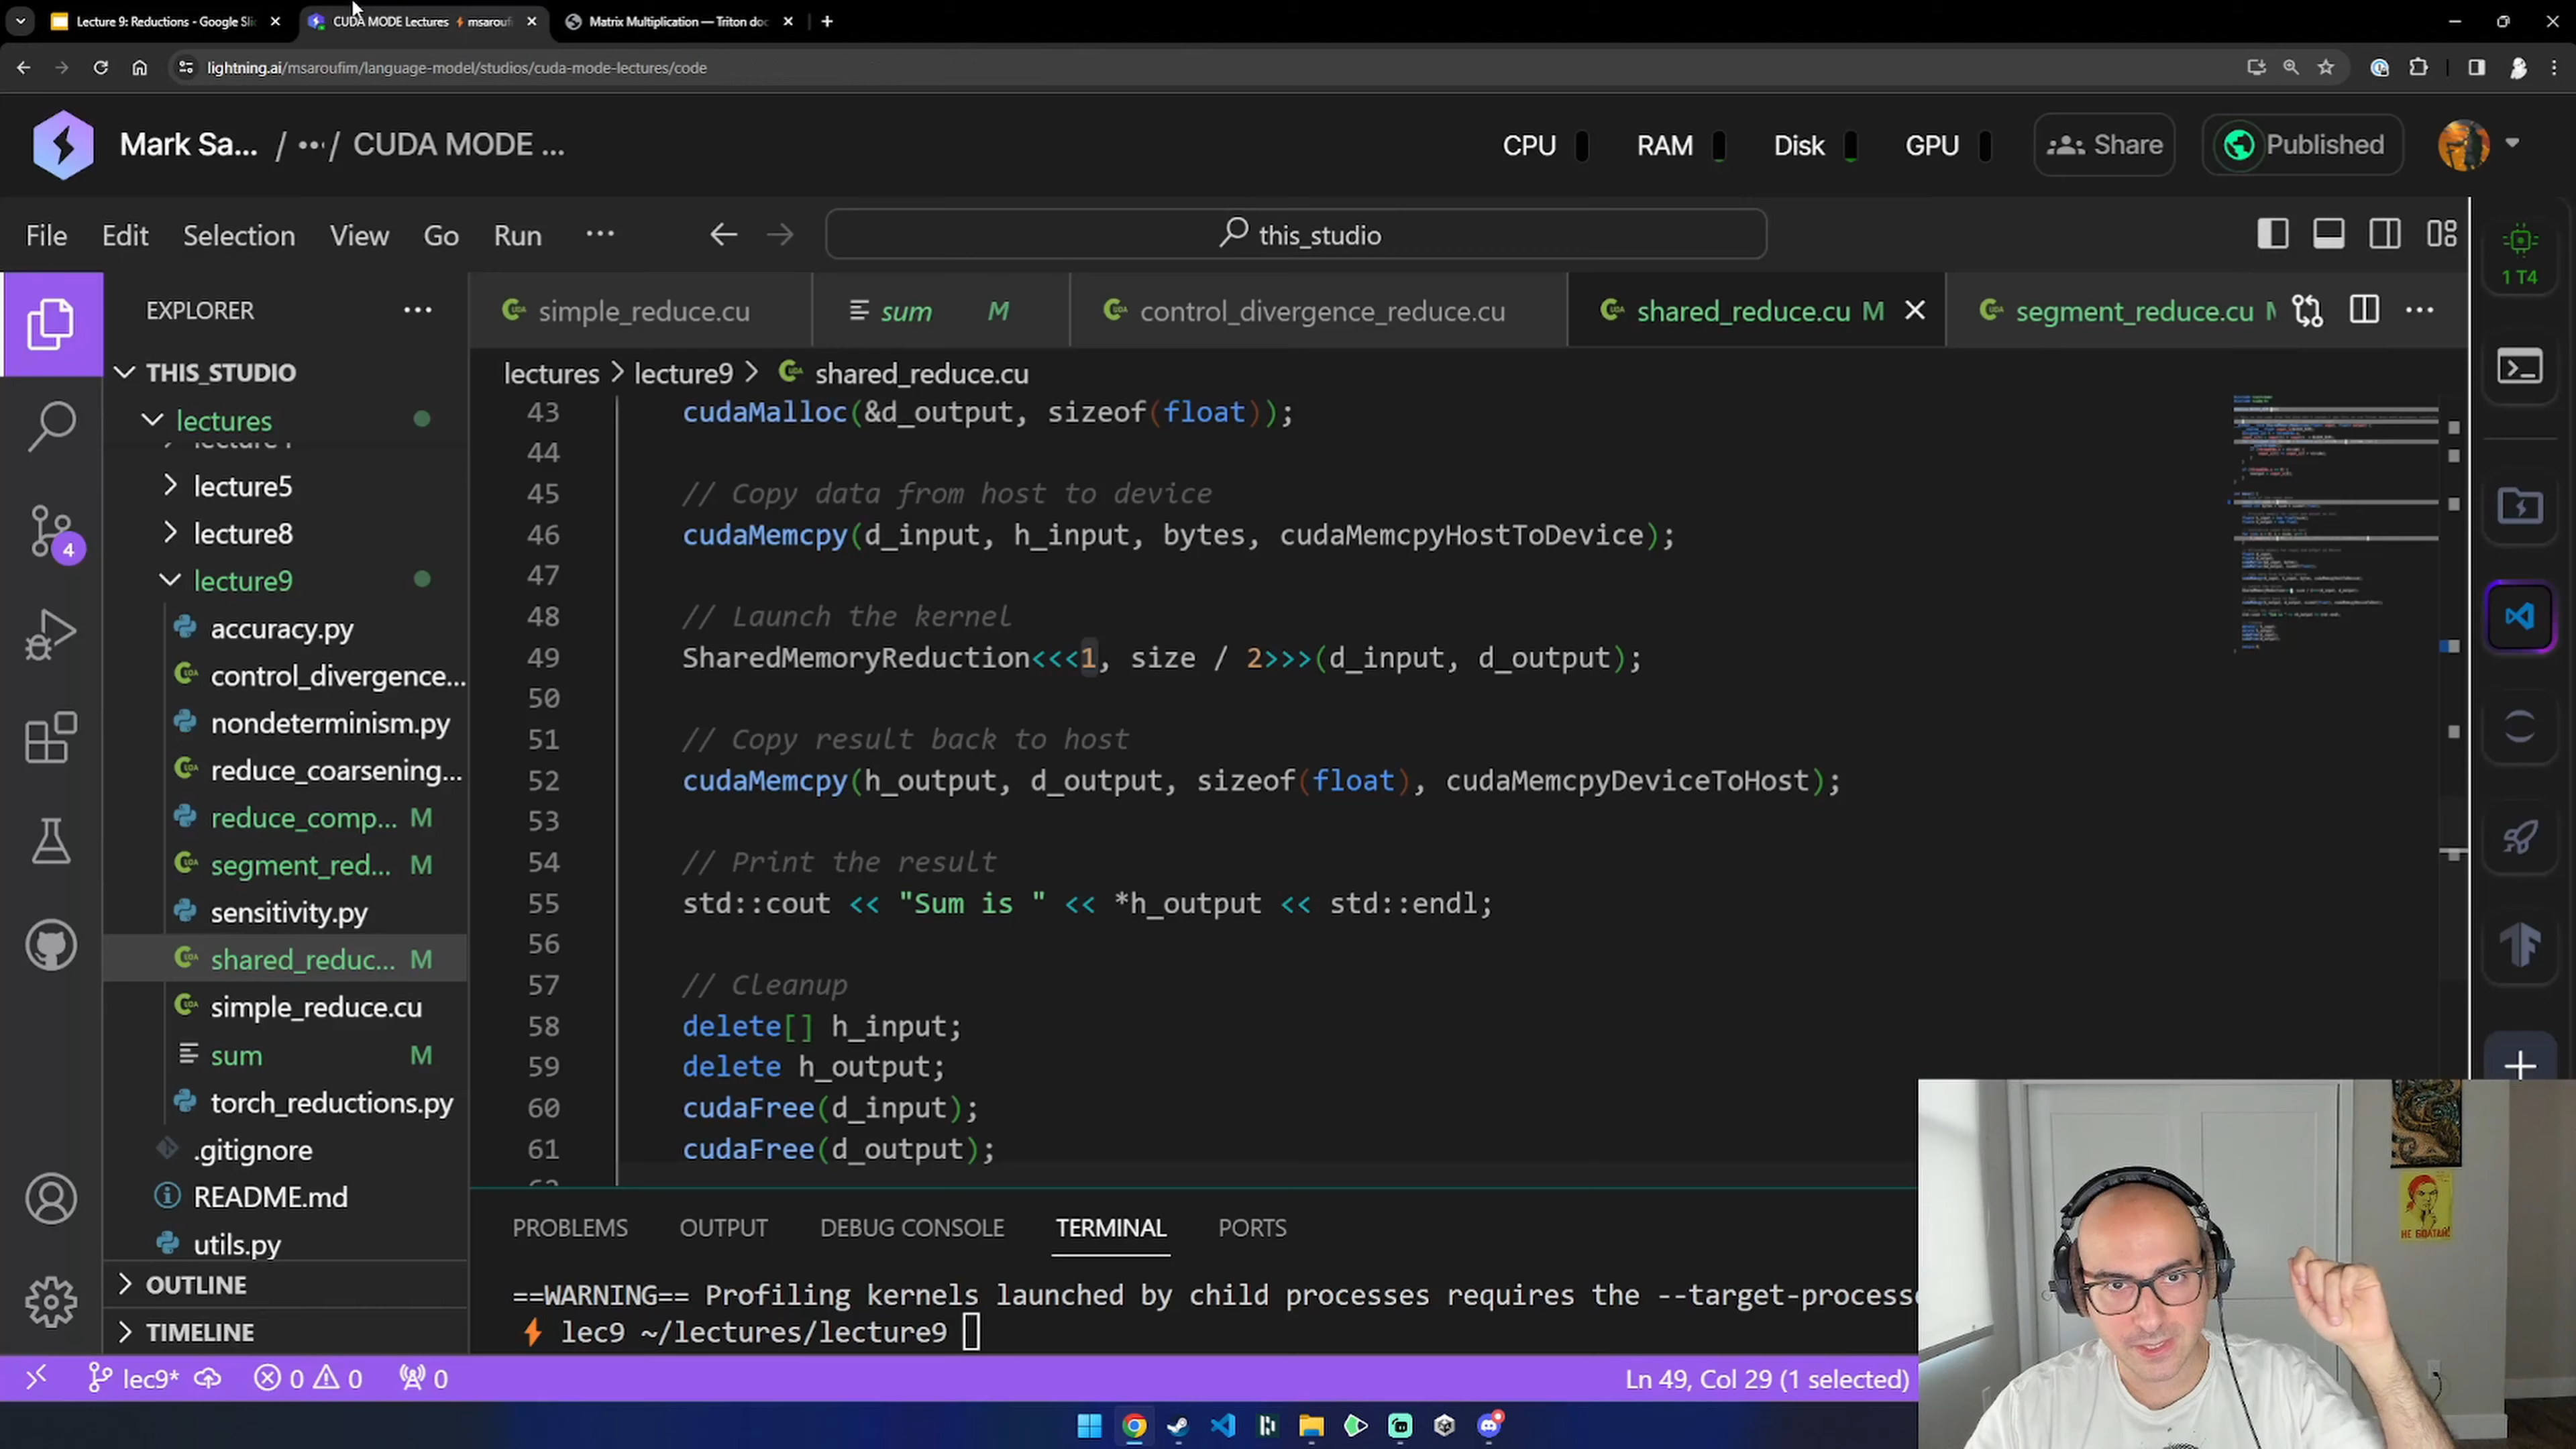 Lecture 9: Reductions - Google Sli
CUDA MODE Lectures ⚡ msaroufi
Matrix Multiplication — Triton doc
lightning.ai/msaroufim/language-model/studios/cuda-mode-lectures/code
Mark Sa... / ••• / CUDA MODE ...
CPU RAM Disk GPU Share Published
File Edit Selection View Go Run ••• this_studio
1 T4
EXPLORER
simple_reduce.cu sum M control_divergence_reduce.cu shared_reduce.cu M segment_reduce.cu
THIS_STUDIO
lectures > lecture9 > shared_reduce.cu
lectures
lecture5
lecture8
4
lecture9
accuracy.py
control_divergence...
nondeterminism.py
reduce_coarsening...
reduce_comp... M
segment_red... M
sensitivity.py
shared_reduc... M
simple_reduce.cu
sum M
torch_reductions.py
.gitignore
README.md
utils.py
OUTLINE
TIMELINE
43 cudaMalloc(&d_output, sizeof(float));
44
45 // Copy data from host to device
46 cudaMemcpy(d_input, h_input, bytes, cudaMemcpyHostToDevice);
47
48 // Launch the kernel
49 SharedMemoryReduction<<<1, size / 2>>>(d_input, d_output);
50
51 // Copy result back to host
52 cudaMemcpy(h_output, d_output, sizeof(float), cudaMemcpyDeviceToHost);
53
54 // Print the result
55 std::cout << "Sum is " << *h_output << std::endl;
56
57 // Cleanup
58 delete[] h_input;
59 delete h_output;
60 cudaFree(d_input);
61 cudaFree(d_output);
PROBLEMS OUTPUT DEBUG CONSOLE TERMINAL PORTS
==WARNING== Profiling kernels launched by child processes requires the --target-process
⚡ lec9 ~/lectures/lecture9
НЕ БОЛТАЙ!
lec9* 0 0 0 Ln 49, Col 29 (1 selected)